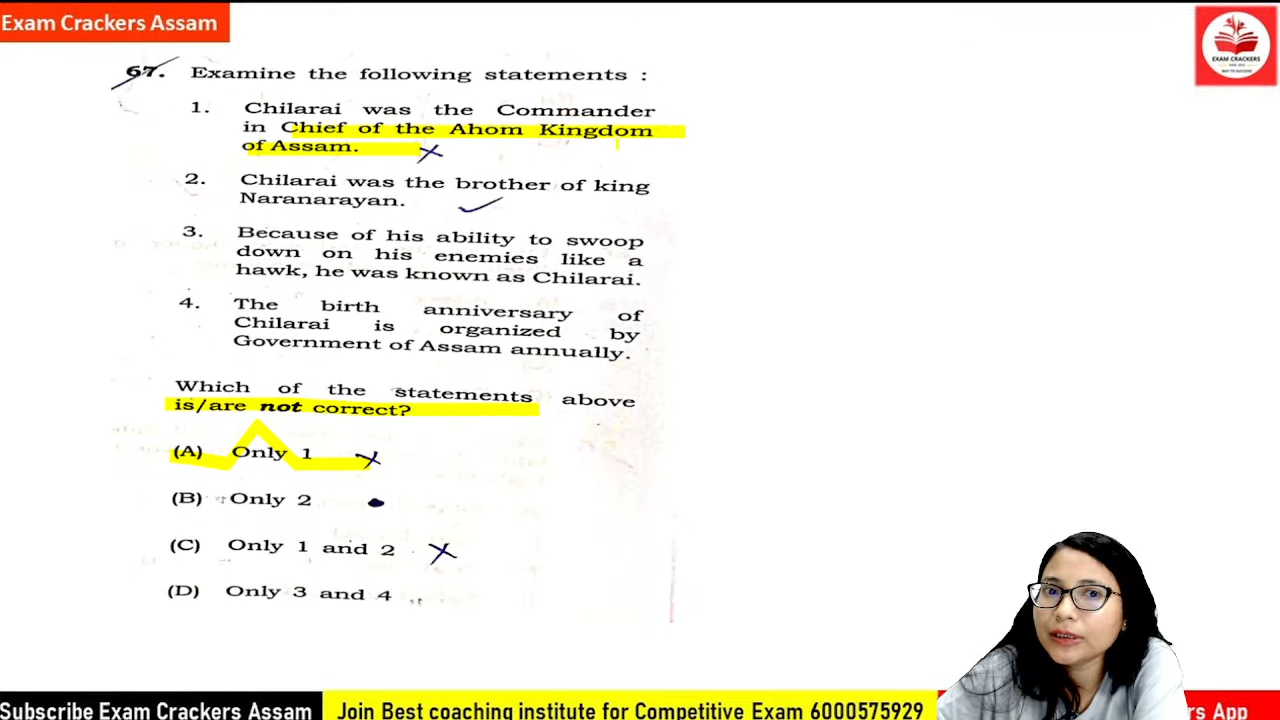 Exam Crackers Assam
EXAM CRACKERS
67. Examine the following statements :
1. Chilarai was the Commander
in Chief of the Ahom Kingdom
of Assam.
2. Chilarai was the brother of king
Naranarayan.
3. Because of his ability to swoop
down on his enemies like a
hawk, he was known as Chilarai.
4. The birth anniversary of
Chilarai is organized by
Government of Assam annually.
Which of the statements above
is/are not correct?
(A) Only 1
(B) Only 2
(C) Only 1 and 2
(D) Only 3 and 4
Subscribe Exam Crackers Assam
Join Best coaching institute for Competitive Exam 6000575929
rs App